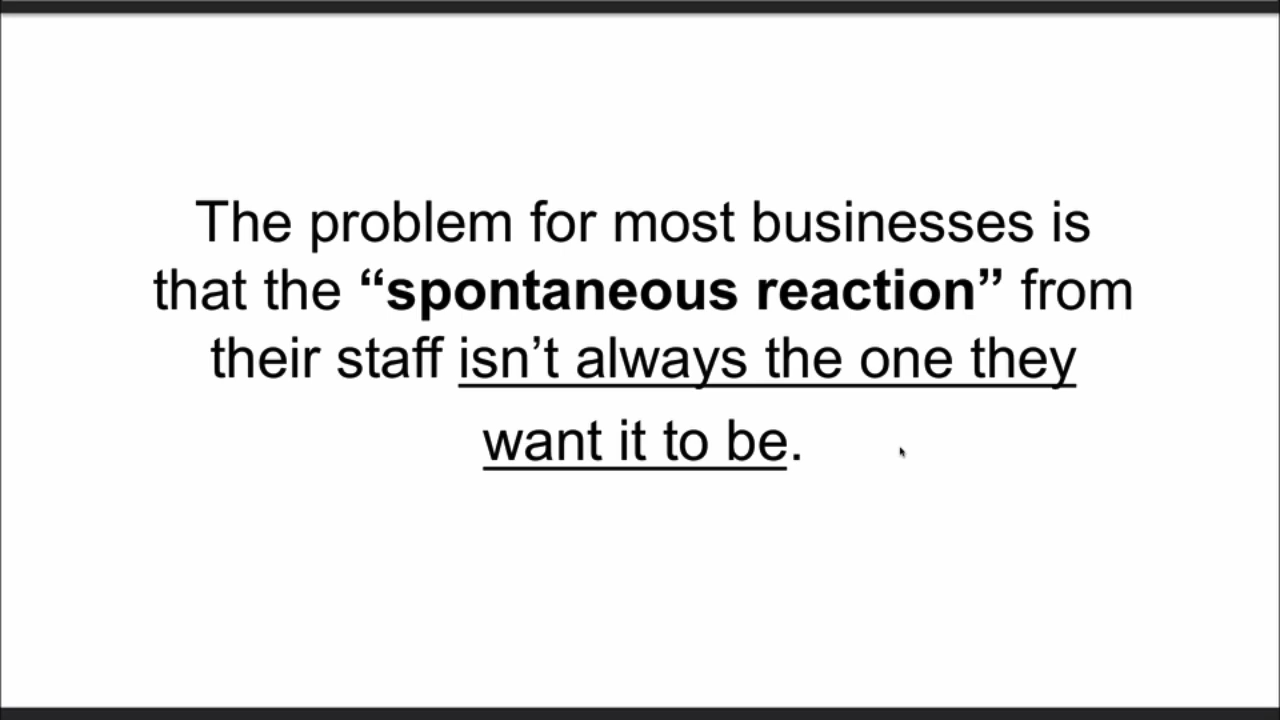 The problem for most businesses is
that the “spontaneous reaction” from
their staff isn’t always the one they
want it to be.